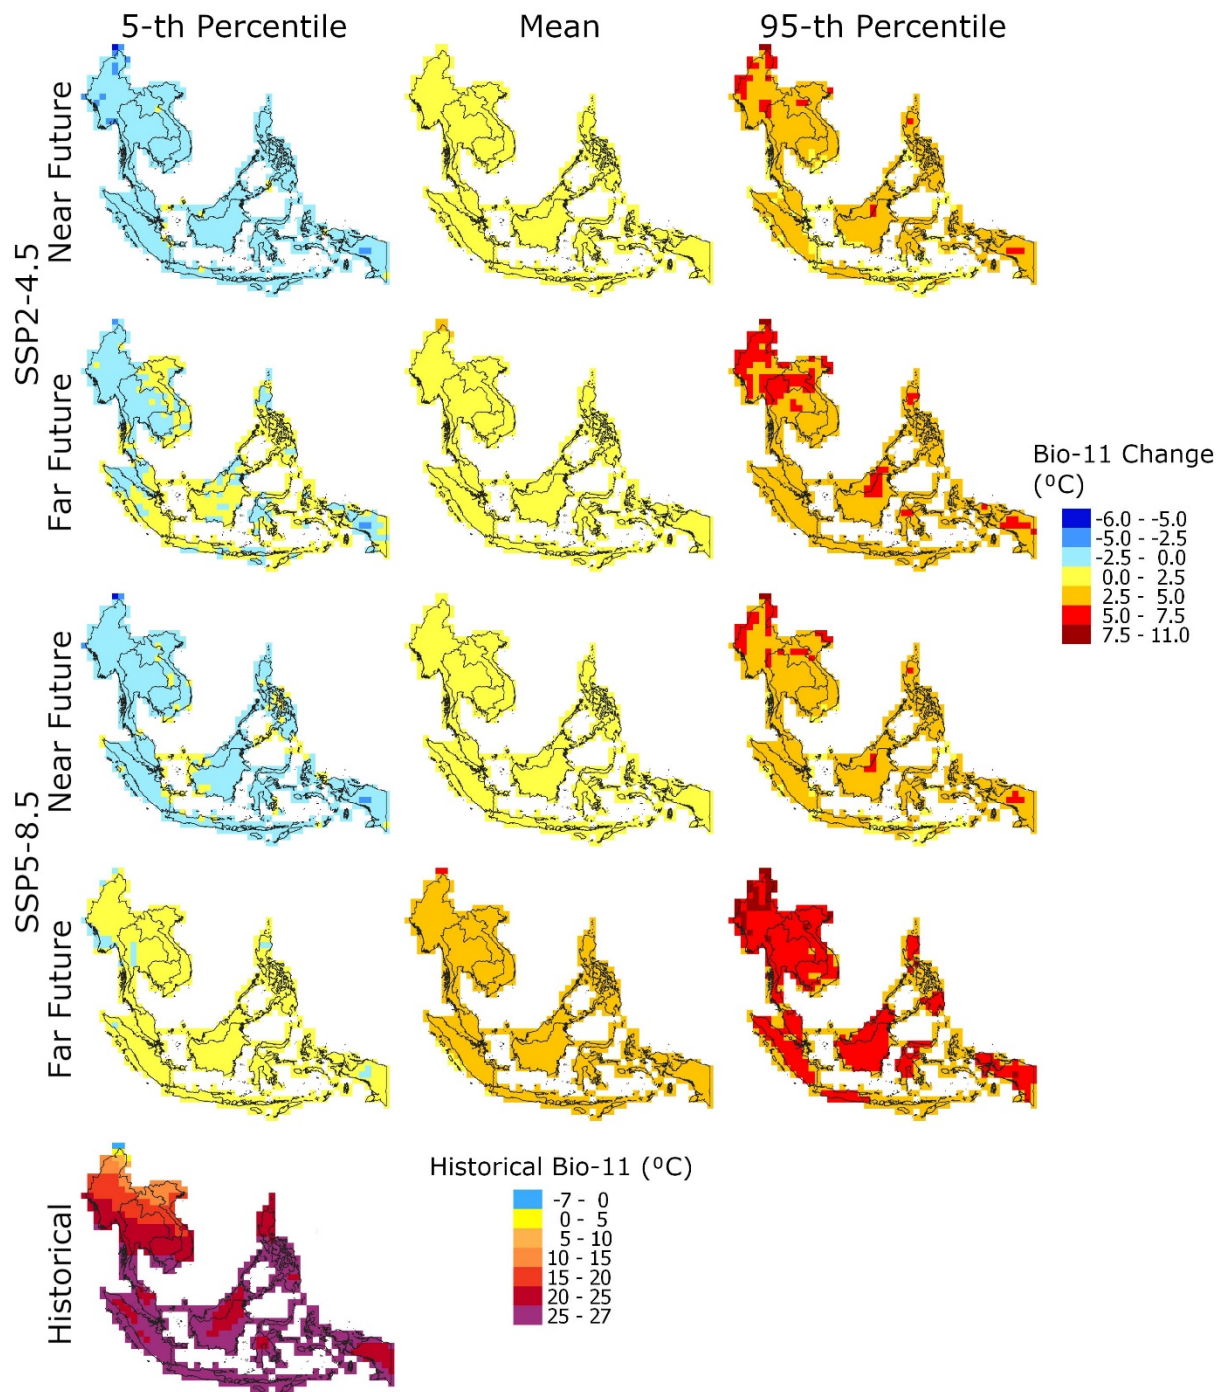 5-th Percentile Mean 95-th Percentile
SSP2-4.5
Near Future
Far Future
SSP5-8.5
Near Future
Far Future
Historical
Bio-11 Change
(ºC)
-6.0 - -5.0
-5.0 - -2.5
-2.5 - 0.0
0.0 - 2.5
2.5 - 5.0
5.0 - 7.5
7.5 - 11.0
Historical Bio-11 (ºC)
-7 - 0
0 - 5
5 - 10
10 - 15
15 - 20
20 - 25
25 - 27